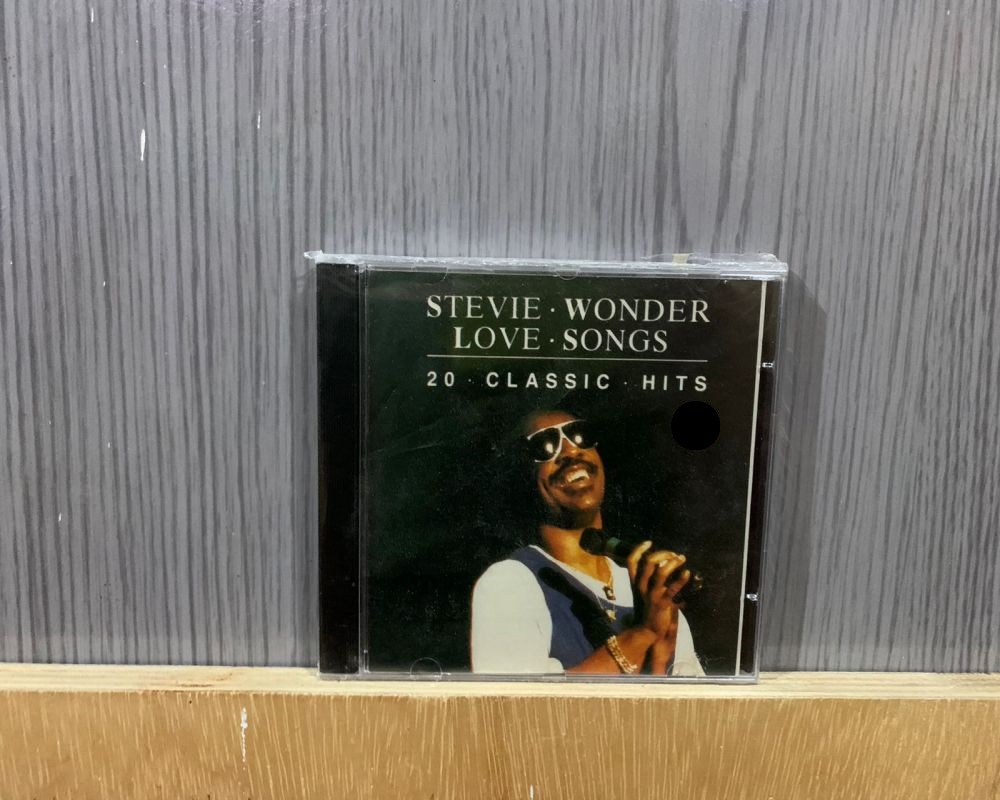 STEVIE · WONDER
LOVE · SONGS
20 · CLASSIC · HITS